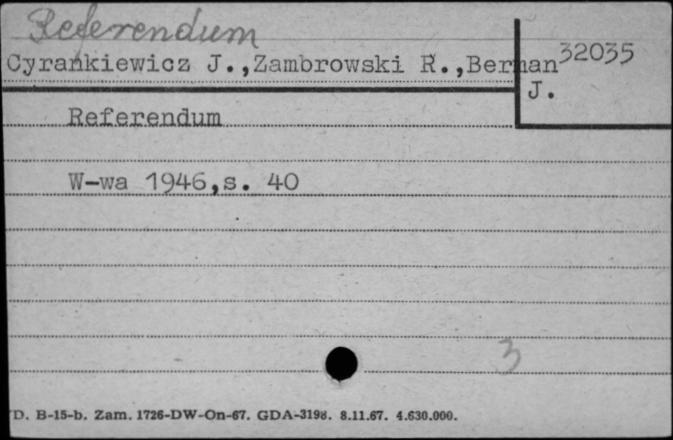 Referendum
Cyrankiewicz J.,Zambrowski R.,Berman J.
32035
Referendum
W-wa 1946,s. 40
3
D. B-15-b. Zam. 1726-DW-On-67. GDA-3198. 8.11.67. 4.630.000.